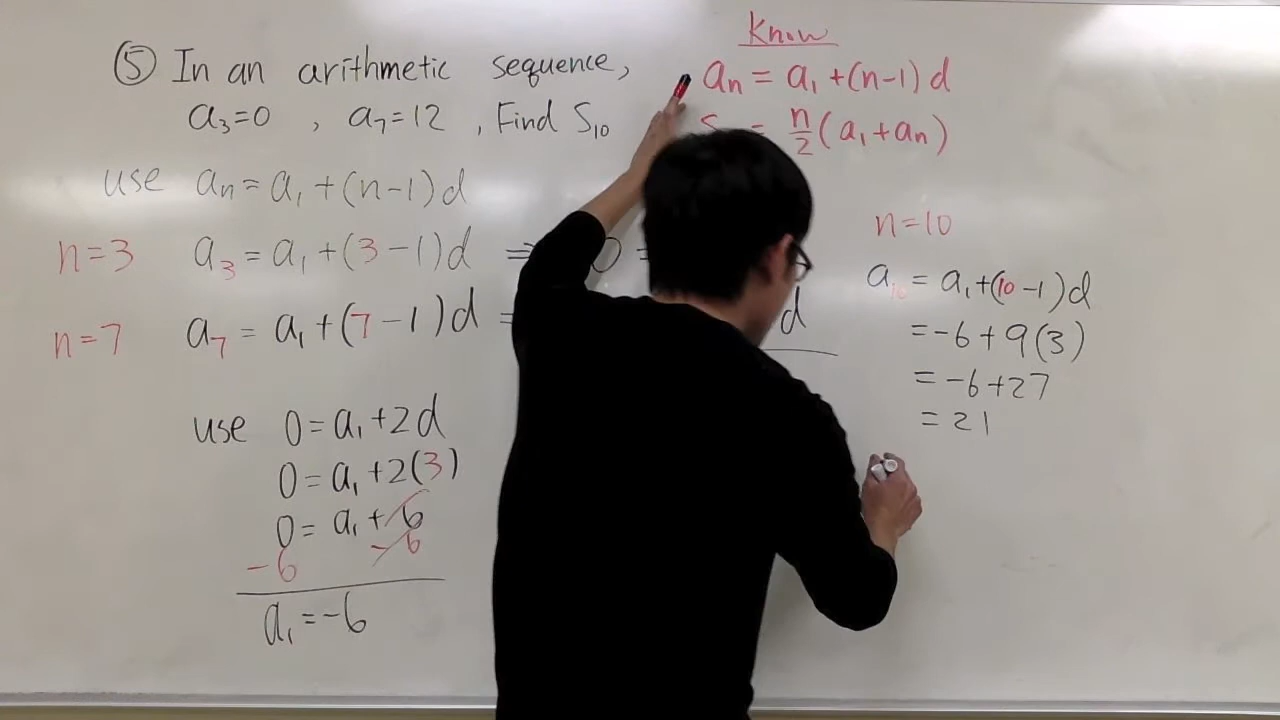 Know
⑤ In an arithmetic sequence,
a₃=0 , a₇=12 , Find S₁₀
aₙ = a₁ + (n-1) d
S = n/2 (a₁+aₙ)
use aₙ = a₁ + (n-1) d
n=3 a₃ = a₁ + (3-1) d ⇒ 0 =
n=7 a₇ = a₁ + (7-1) d = d
use 0 = a₁ + 2d
0 = a₁ + 2(3)
0 = a₁ + 6
-6 -6
a₁ = -6
n=10
a₁₀ = a₁+(10-1)d
= -6 + 9(3)
= -6+27
= 21